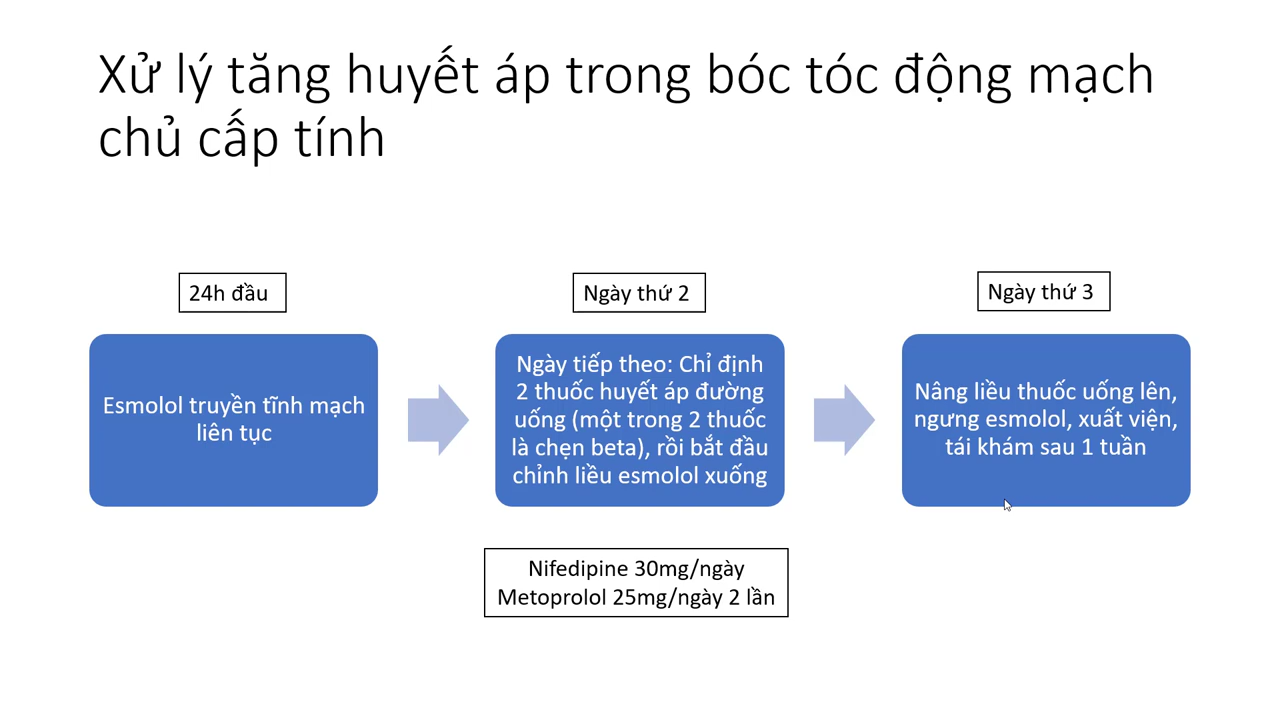 Xử lý tăng huyết áp trong bóc tóc động mạch
chủ cấp tính
24h đầu
Esmolol truyền tĩnh mạch
liên tục
Ngày thứ 2
Ngày tiếp theo: Chỉ định
2 thuốc huyết áp đường
uống (một trong 2 thuốc
là chẹn beta), rồi bắt đầu
chỉnh liều esmolol xuống
Nifedipine 30mg/ngày
Metoprolol 25mg/ngày 2 lần
Ngày thứ 3
Nâng liều thuốc uống lên,
ngưng esmolol, xuất viện,
tái khám sau 1 tuần